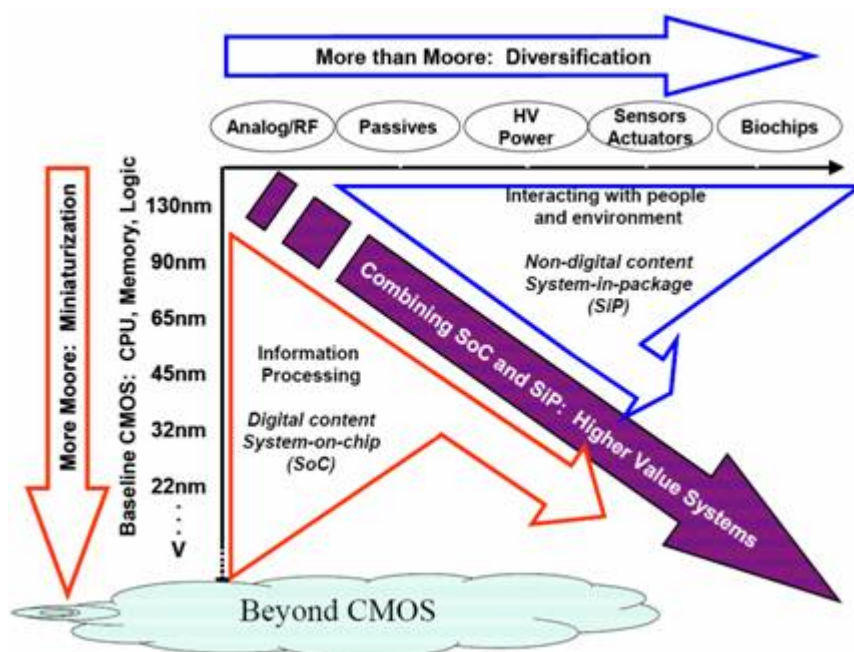 More than Moore: Diversification
Analog/RF
Passives
HV
Power
Sensors
Actuators
Biochips
More Moore: Miniaturization
Baseline CMOS: CPU, Memory, Logic
130nm
90nm
65nm
45nm
32nm
22nm
V
Interacting with people
and environment
Non-digital content
System-in-package
(SiP)
Combining SoC and SiP: Higher Value Systems
Information
Processing
Digital content
System-on-chip
(SoC)
Beyond CMOS